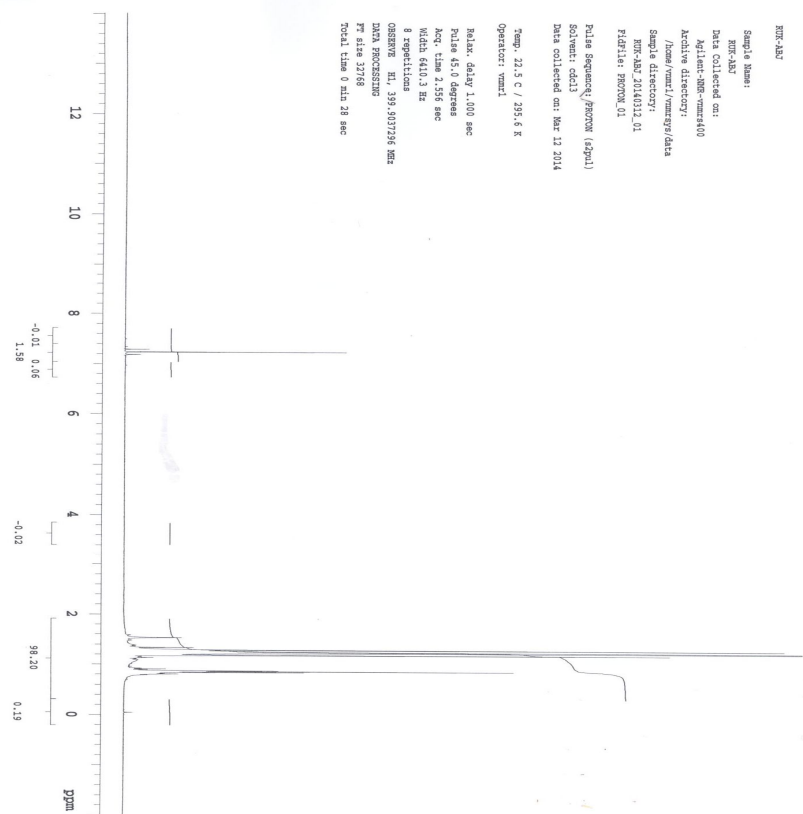 RUK-ABJ
Sample Name:
RUK-ABJ
Data Collected on:
Agilent-NMR-vnmrs400
Archive directory:
/home/vnmr1/vnmrsys/data
Sample directory:
RUK-ABJ_20140312_01
FidFile: PROTON_01
Pulse Sequence: PROTON (s2pul)
Solvent: cdcl3
Data collected on: Mar 12 2014
Temp. 22.5 C / 295.6 K
Operator: vnmr1
Relax. delay 1.000 sec
Pulse 45.0 degrees
Acq. time 2.556 sec
Width 6410.3 Hz
8 repetitions
OBSERVE H1, 399.9037296 MHz
DATA PROCESSING
FT size 32768
Total time 0 min 28 sec
12 10 8 6 4 2 0 ppm
-0.01 0.06 -0.02 98.20 0.19
1.58